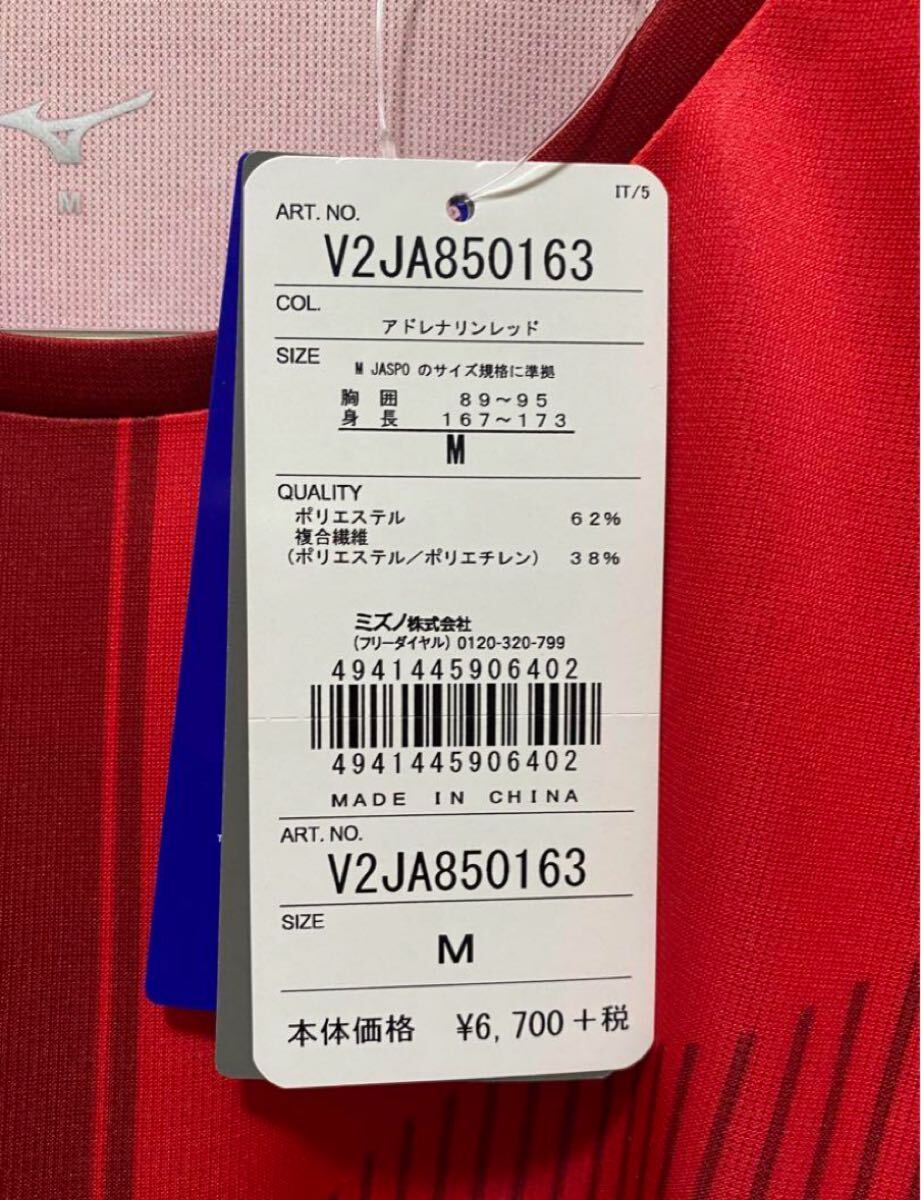 M
IT/5
ART. NO.
V2JA850163
COL.
アドレナリンレッド
SIZE
M JASPO のサイズ規格に準拠
胸 囲 89～95
身 長 167～173
M
QUALITY
ポリエステル 62%
複合繊維
(ポリエステル/ポリエチレン) 38%
ミズノ株式会社
(フリーダイヤル) 0120-320-799
4941445906402
4941445906402
MADE IN CHINA
ART. NO.
V2JA850163
SIZE
M
本体価格 ¥6,700+税